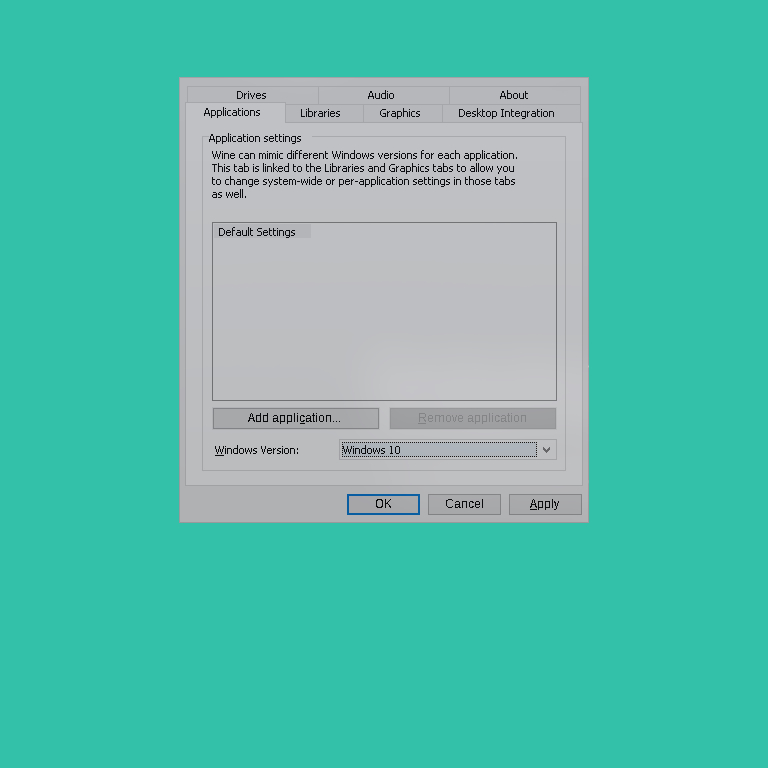 Drives Audio About
Applications Libraries Graphics Desktop Integration
Application settings
Wine can mimic different Windows versions for each application.
This tab is linked to the Libraries and Graphics tabs to allow you
to change system-wide or per-application settings in those tabs
as well.
Default Settings
Add application... Remove application
Windows Version: Windows 10
OK Cancel Apply